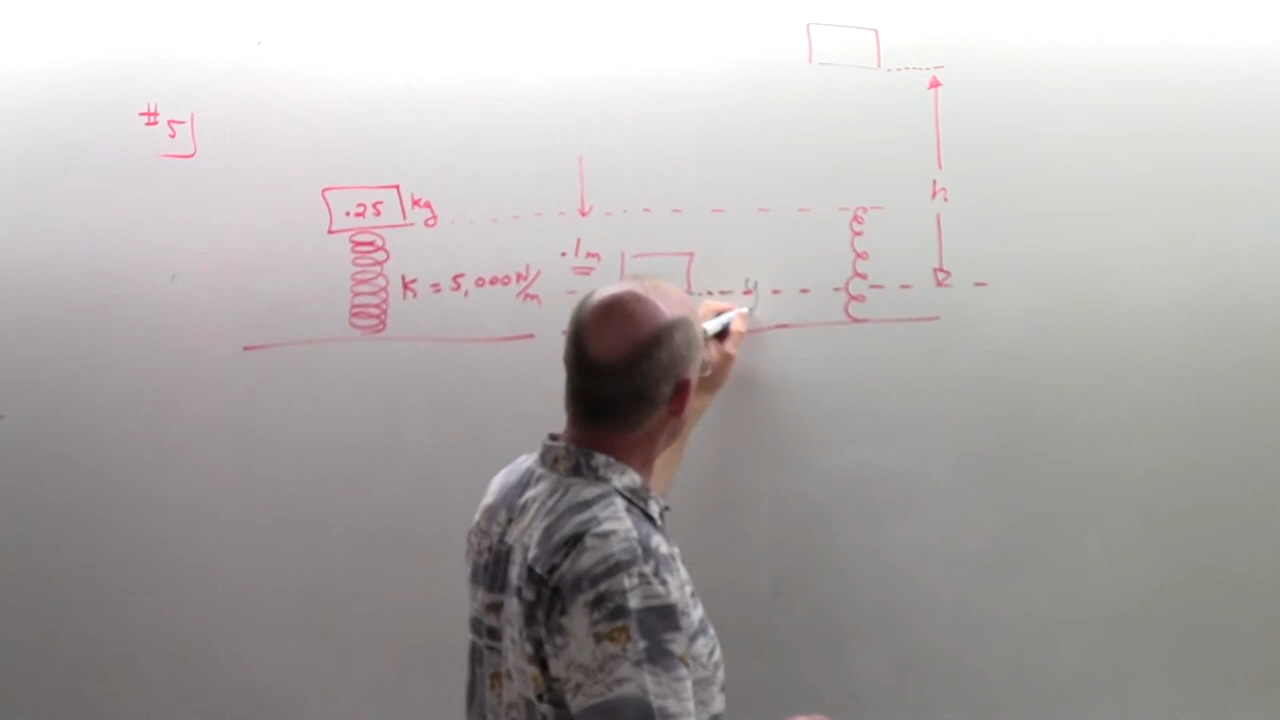 #5
.25 kg
K = 5,000 N/m
.1m
h
y